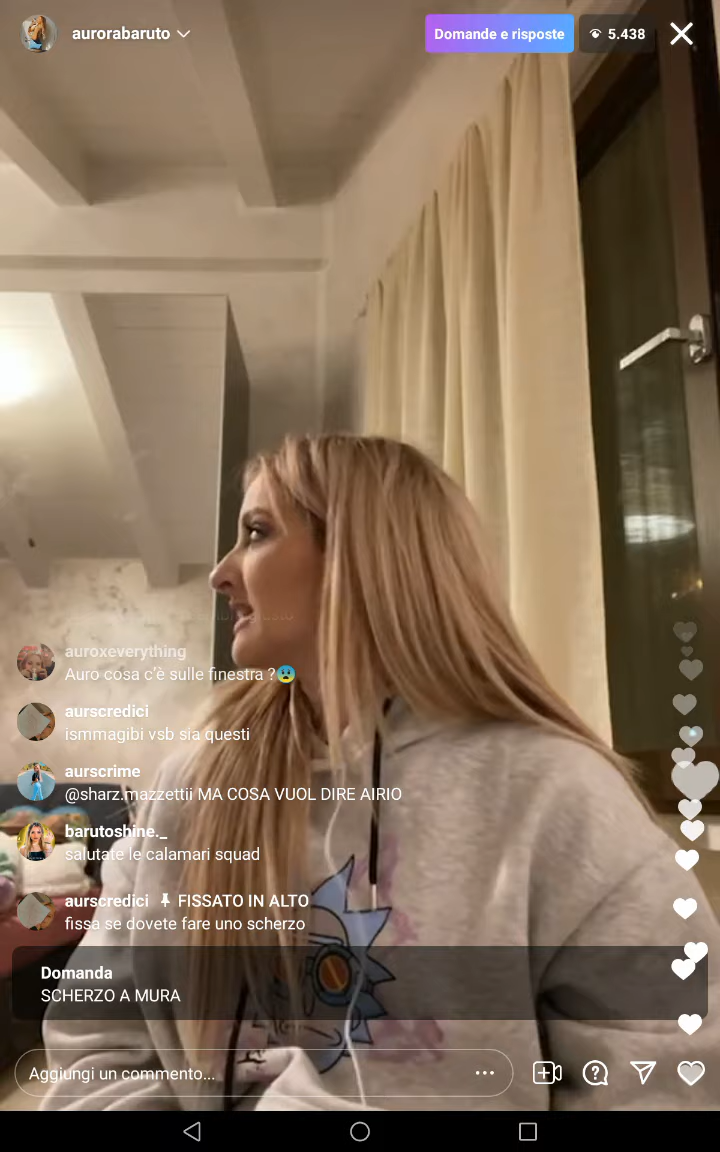 aurorabaruto
Domande e risposte
5.438
auroxeverything
Auro cosa c'è sulle finestra ?😰
aurscredici
ismmagibi vsb sia questi
aurscrime
@sharz.mazzettii MA COSA VUOL DIRE AIRIO
barutoshine._
salutate le calamari squad
aurscredici 📌 FISSATO IN ALTO
fissa se dovete fare uno scherzo
Domanda
SCHERZO A MURA
Aggiungi un commento...